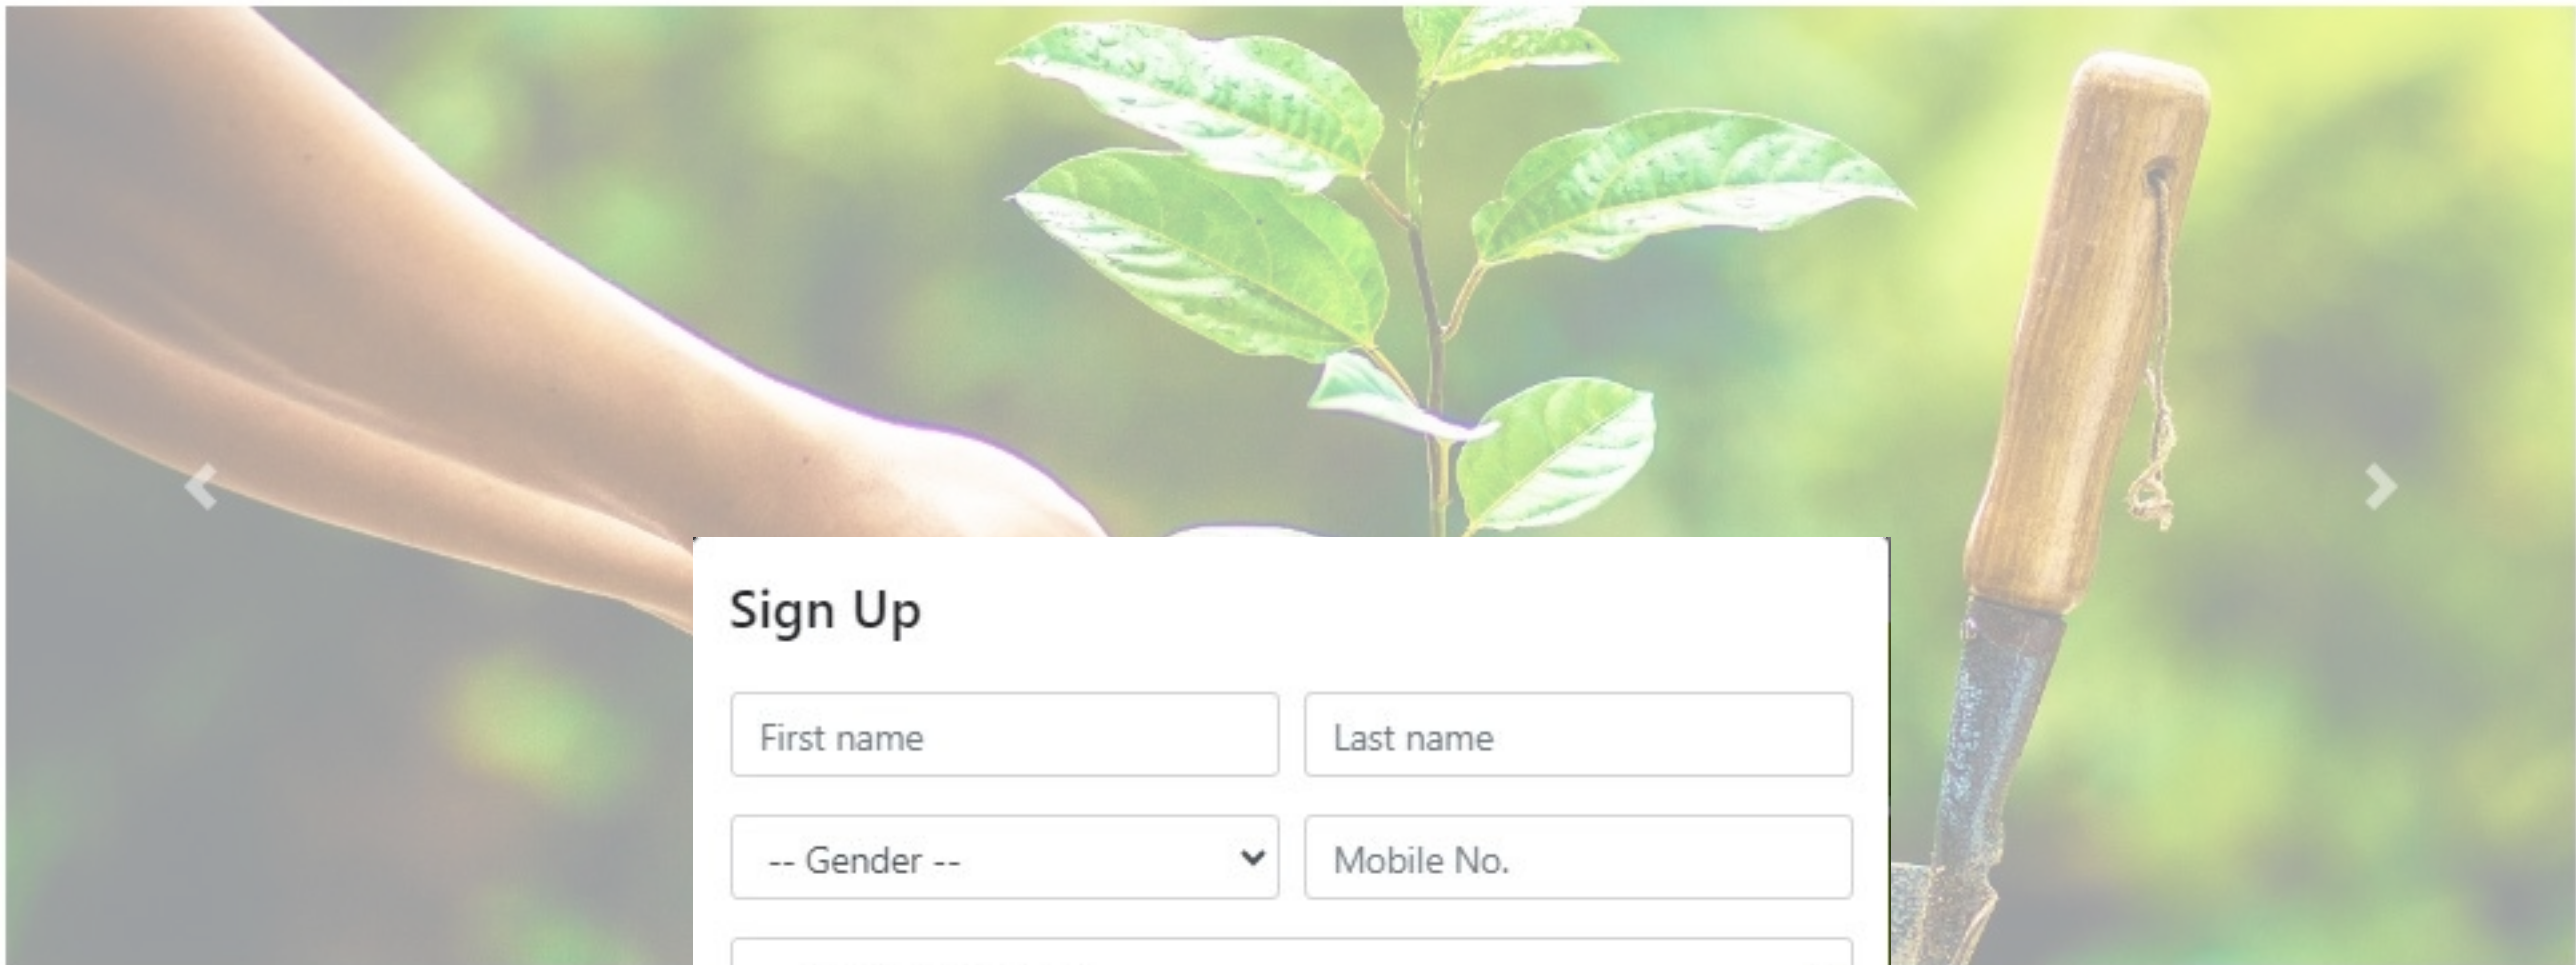 Sign Up
First name
Last name
-- Gender --
Mobile No.